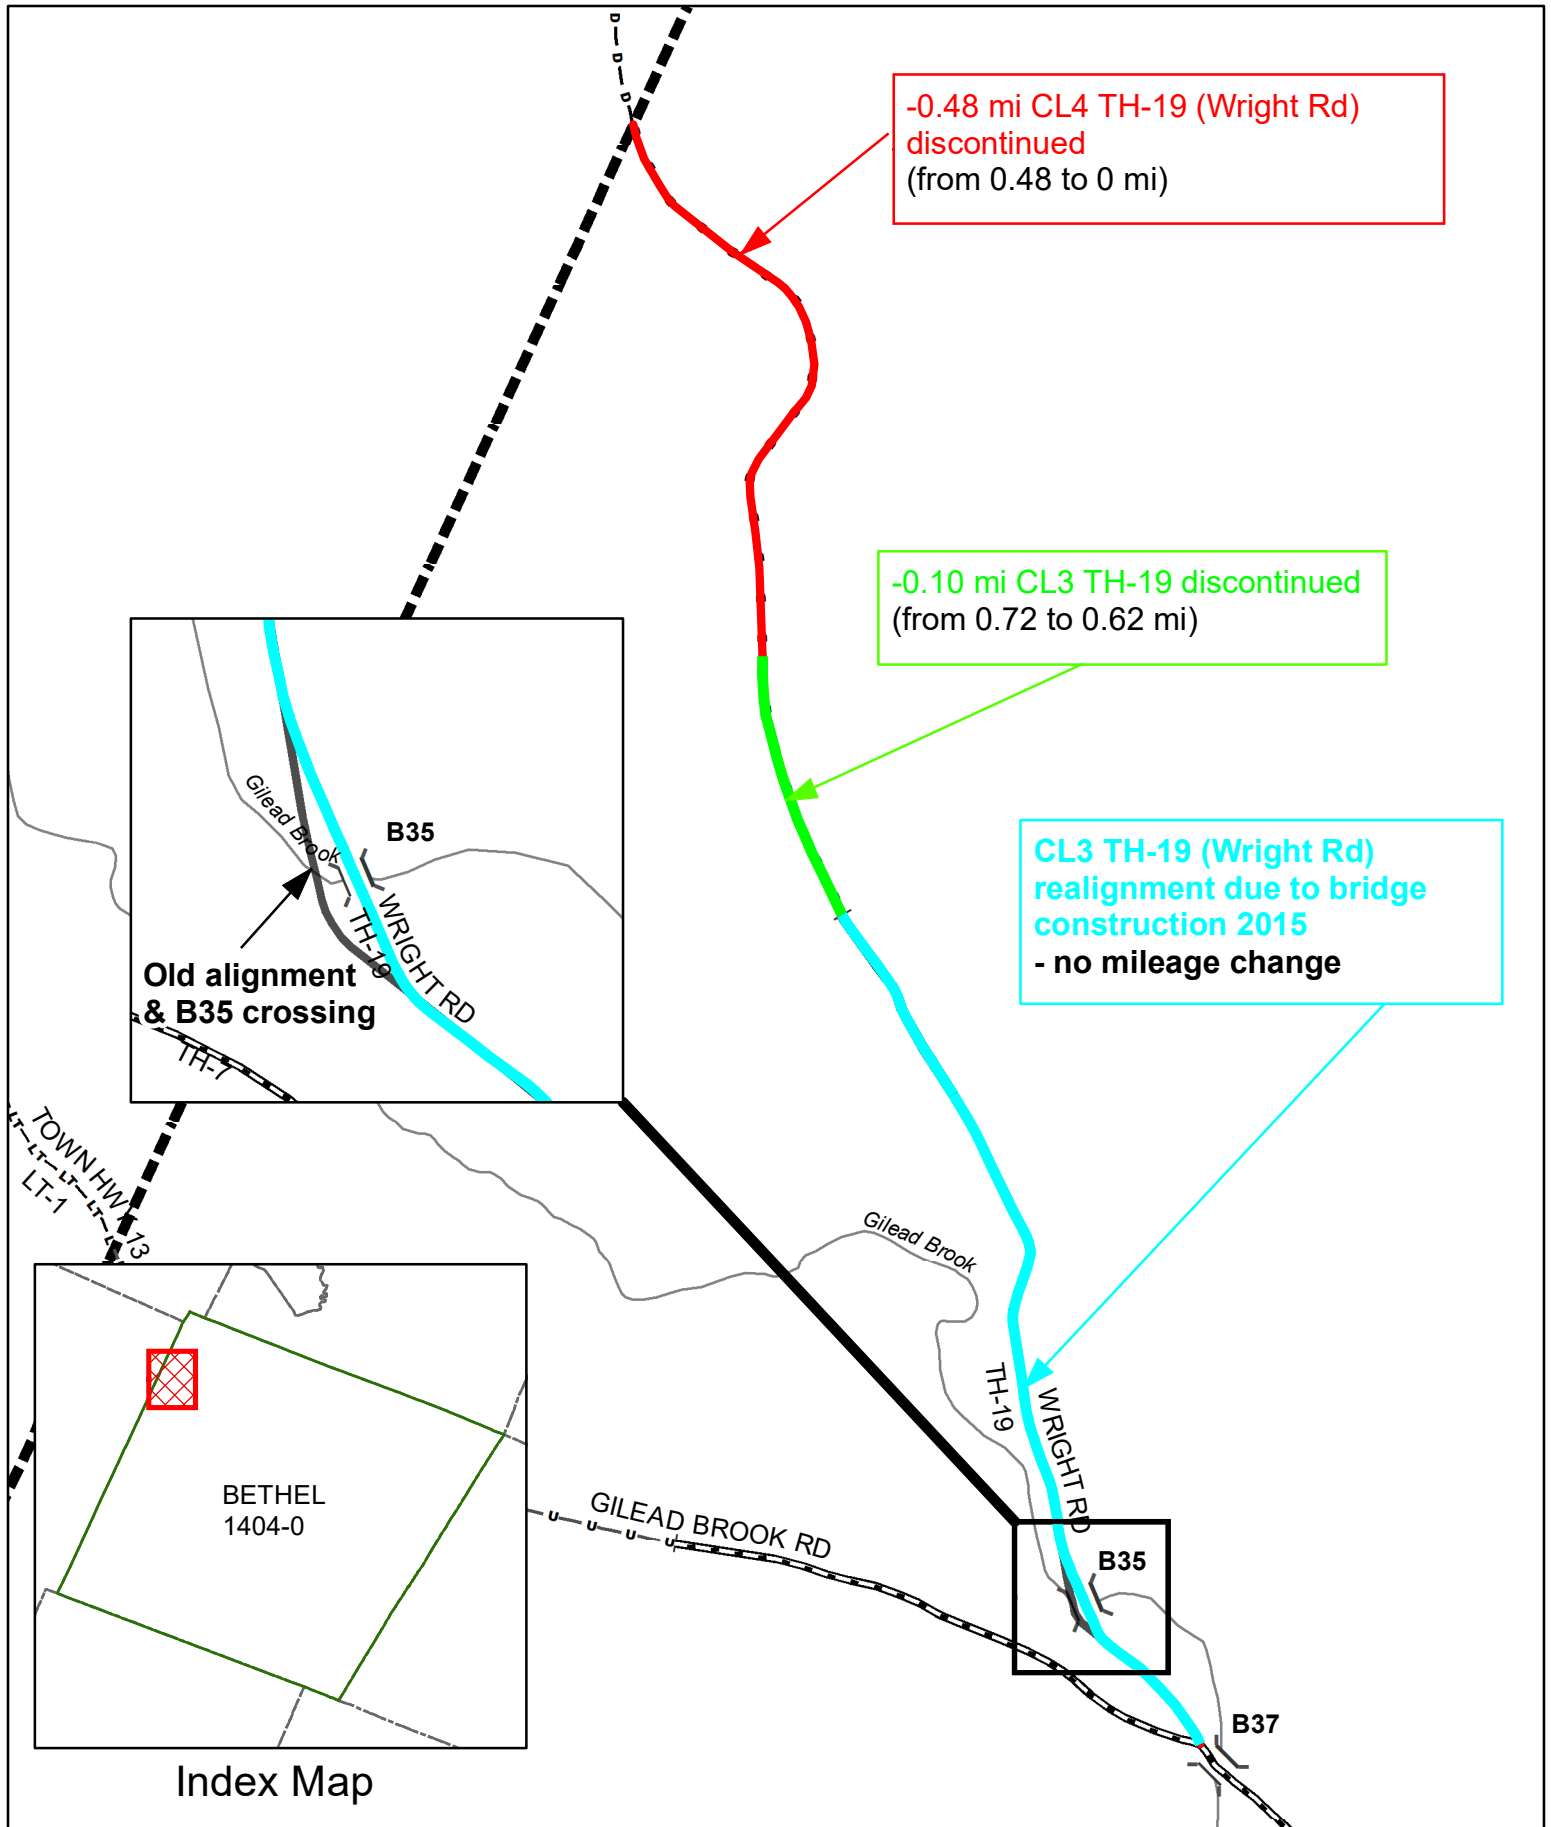 D
D
D
-0.48 mi CL4 TH-19 (Wright Rd)
discontinued
(from 0.48 to 0 mi)
-0.10 mi CL3 TH-19 discontinued
(from 0.72 to 0.62 mi)
Gilead Brook
B35
WRIGHT RD
TH-19
Old alignment
& B35 crossing
TH-7
CL3 TH-19 (Wright Rd)
realignment due to bridge
construction 2015
- no mileage change
TOWN HWY 13
LT
LT
LT
LT
LT-1
Gilead Brook
TH-19
WRIGHT RD
BETHEL
1404-0
U
U
U
U
GILEAD BROOK RD
B35
B37
Index Map